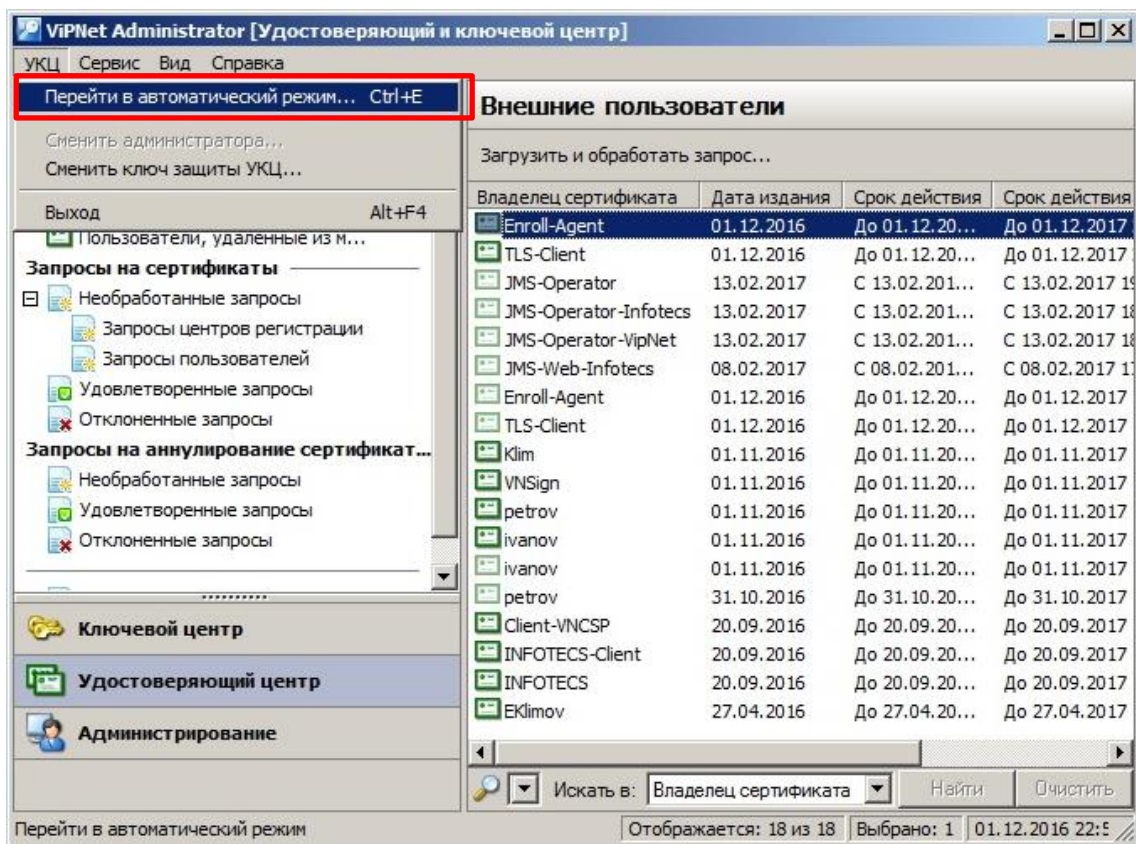 ViPNet Administrator [Удостоверяющий и ключевой центр]
УКЦ Сервис Вид Справка
Перейти в автоматический режим... Ctrl+E
Сменить администратора...
Сменить ключ защиты УКЦ...
Выход Alt+F4
Пользователи, удаленные из м...
Запросы на сертификаты
Необработанные запросы
Запросы центров регистрации
Запросы пользователей
Удовлетворенные запросы
Отклоненные запросы
Запросы на аннулирование сертификат...
Необработанные запросы
Удовлетворенные запросы
Отклоненные запросы
Ключевой центр
Удостоверяющий центр
Администрирование
Внешние пользователи
Загрузить и обработать запрос...
Владелец сертификата Дата издания Срок действия Срок действия
Enroll-Agent 01.12.2016 До 01.12.20... До 01.12.2017
TLS-Client 01.12.2016 До 01.12.20... До 01.12.2017
JMS-Operator 13.02.2017 С 13.02.201... С 13.02.2017 19
JMS-Operator-Infotecs 13.02.2017 С 13.02.201... С 13.02.2017 18
JMS-Operator-VipNet 13.02.2017 С 13.02.201... С 13.02.2017 18
JMS-Web-Infotecs 08.02.2017 С 08.02.201... С 08.02.2017 17
Enroll-Agent 01.12.2016 До 01.12.20... До 01.12.2017
TLS-Client 01.12.2016 До 01.12.20... До 01.12.2017
Klim 01.11.2016 До 01.11.20... До 01.11.2017
VNSign 01.11.2016 До 01.11.20... До 01.11.2017
petrov 01.11.2016 До 01.11.20... До 01.11.2017
ivanov 01.11.2016 До 01.11.20... До 01.11.2017
ivanov 01.11.2016 До 01.11.20... До 01.11.2017
petrov 31.10.2016 До 31.10.20... До 31.10.2017
Client-VNCSP 20.09.2016 До 20.09.20... До 20.09.2017
INFOTECS-Client 20.09.2016 До 20.09.20... До 20.09.2017
INFOTECS 20.09.2016 До 20.09.20... До 20.09.2017
EKlimov 27.04.2016 До 27.04.20... До 27.04.2017
Искать в: Владелец сертификата Найти Очистить
Перейти в автоматический режим Отображается: 18 из 18 Выбрано: 1 01.12.2016 22:5